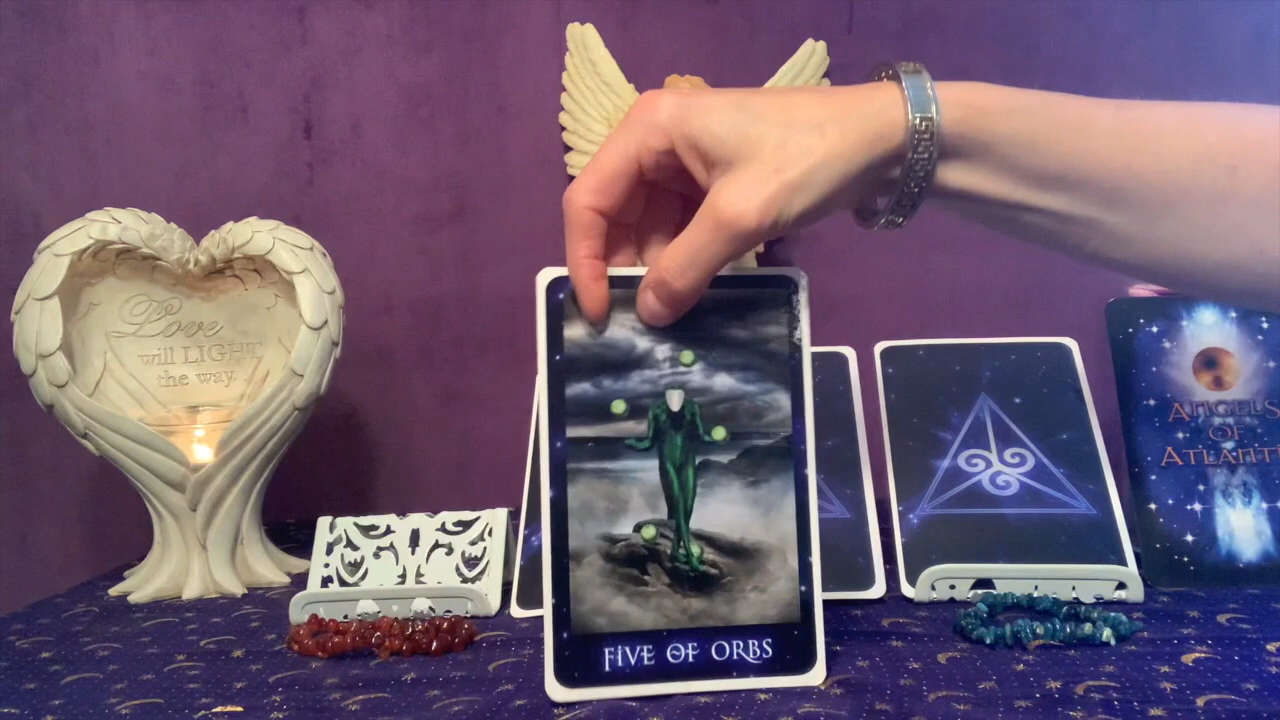 Love
will LIGHT
the way.
FIVE OF ORBS
ANGELS
OF